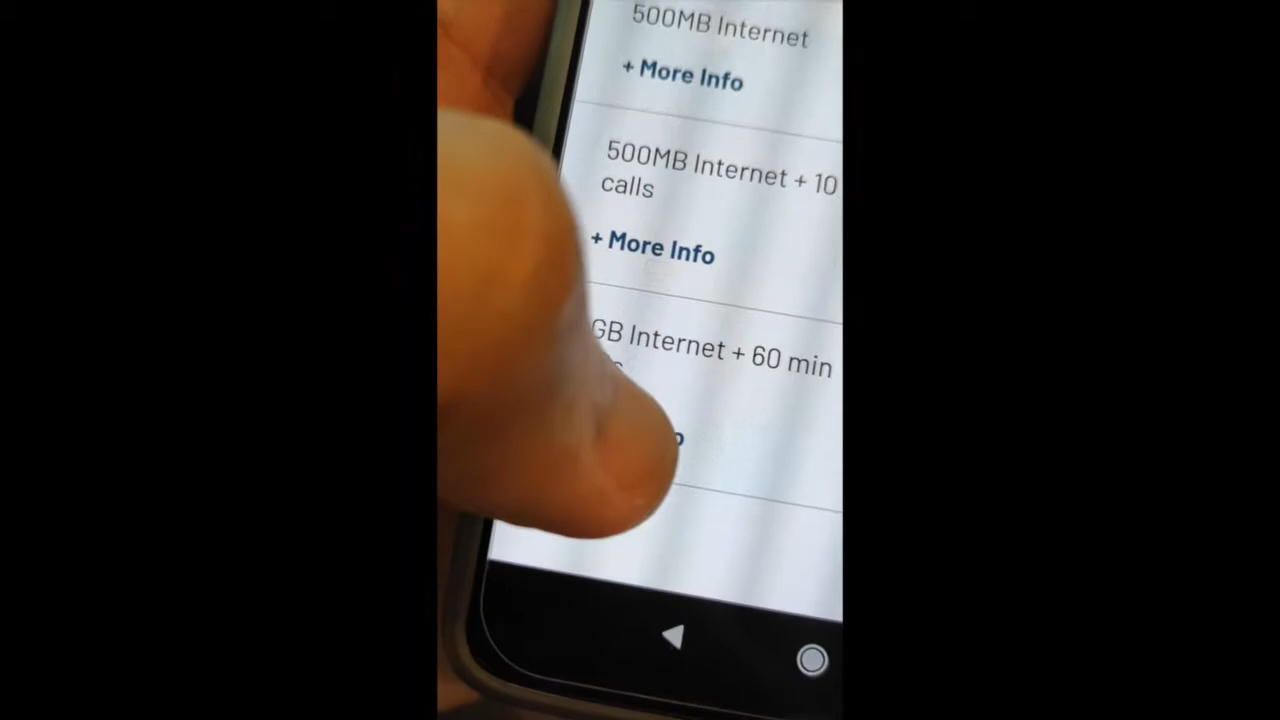 500MB Internet
+ More Info
500MB Internet + 10
calls
+ More Info
GB Internet + 60 min